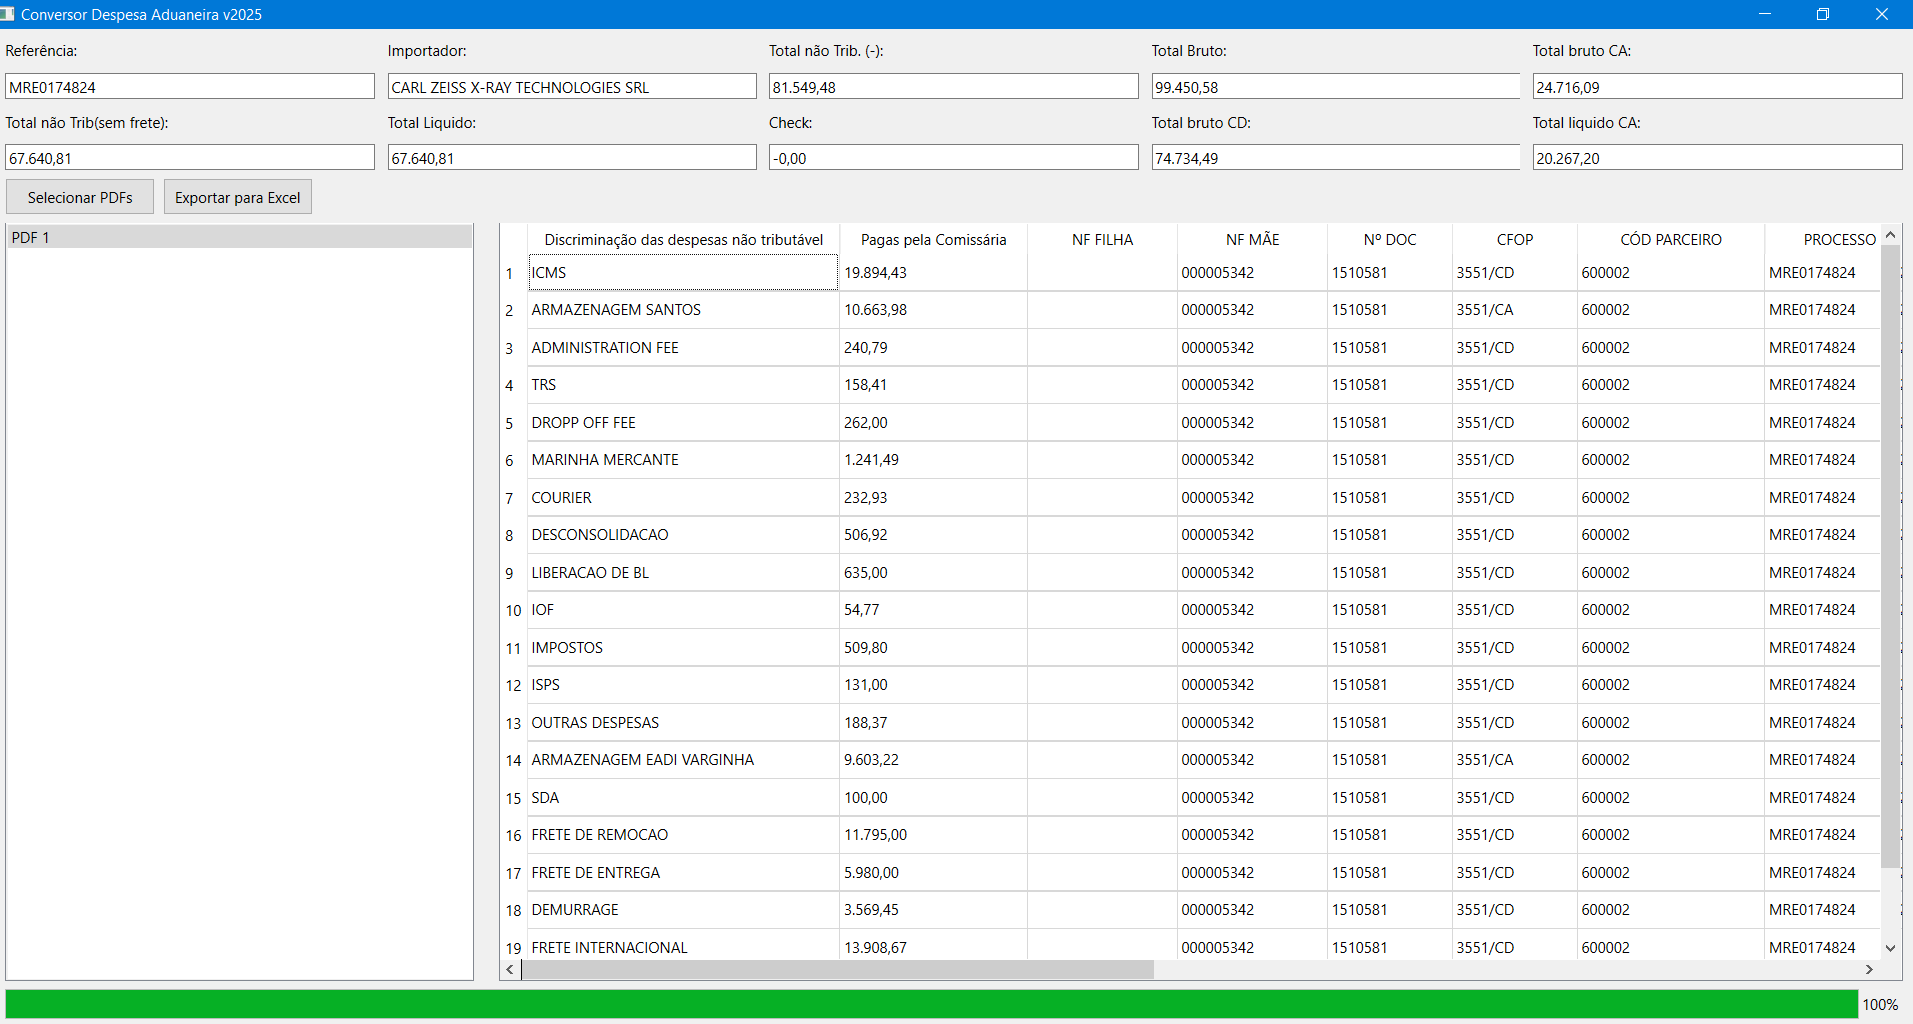 Conversor Despesa Aduaneira v2025
Referência: Importador: Total não Trib. (-): Total Bruto: Total bruto CA:
MRE0174824 CARL ZEISS X-RAY TECHNOLOGIES SRL 81.549,48 99.450,58 24.716,09
Total não Trib(sem frete): Total Liquido: Check: Total bruto CD: Total liquido CA:
67.640,81 67.640,81 -0,00 74.734,49 20.267,20
Selecionar PDFs Exportar para Excel
PDF 1
Discriminação das despesas não tributável Pagas pela Comissária NF FILHA NF MÃE Nº DOC CFOP CÓD PARCEIRO PROCESSO
1 ICMS 19.894,43 000005342 1510581 3551/CD 600002 MRE0174824
2 ARMAZENAGEM SANTOS 10.663,98 000005342 1510581 3551/CA 600002 MRE0174824
3 ADMINISTRATION FEE 240,79 000005342 1510581 3551/CD 600002 MRE0174824
4 TRS 158,41 000005342 1510581 3551/CD 600002 MRE0174824
5 DROPP OFF FEE 262,00 000005342 1510581 3551/CD 600002 MRE0174824
6 MARINHA MERCANTE 1.241,49 000005342 1510581 3551/CD 600002 MRE0174824
7 COURIER 232,93 000005342 1510581 3551/CD 600002 MRE0174824
8 DESCONSOLIDACAO 506,92 000005342 1510581 3551/CD 600002 MRE0174824
9 LIBERACAO DE BL 635,00 000005342 1510581 3551/CD 600002 MRE0174824
10 IOF 54,77 000005342 1510581 3551/CD 600002 MRE0174824
11 IMPOSTOS 509,80 000005342 1510581 3551/CD 600002 MRE0174824
12 ISPS 131,00 000005342 1510581 3551/CD 600002 MRE0174824
13 OUTRAS DESPESAS 188,37 000005342 1510581 3551/CD 600002 MRE0174824
14 ARMAZENAGEM EADI VARGINHA 9.603,22 000005342 1510581 3551/CA 600002 MRE0174824
15 SDA 100,00 000005342 1510581 3551/CD 600002 MRE0174824
16 FRETE DE REMOCAO 11.795,00 000005342 1510581 3551/CD 600002 MRE0174824
17 FRETE DE ENTREGA 5.980,00 000005342 1510581 3551/CD 600002 MRE0174824
18 DEMURRAGE 3.569,45 000005342 1510581 3551/CD 600002 MRE0174824
19 FRETE INTERNACIONAL 13.908,67 000005342 1510581 3551/CD 600002 MRE0174824
100%